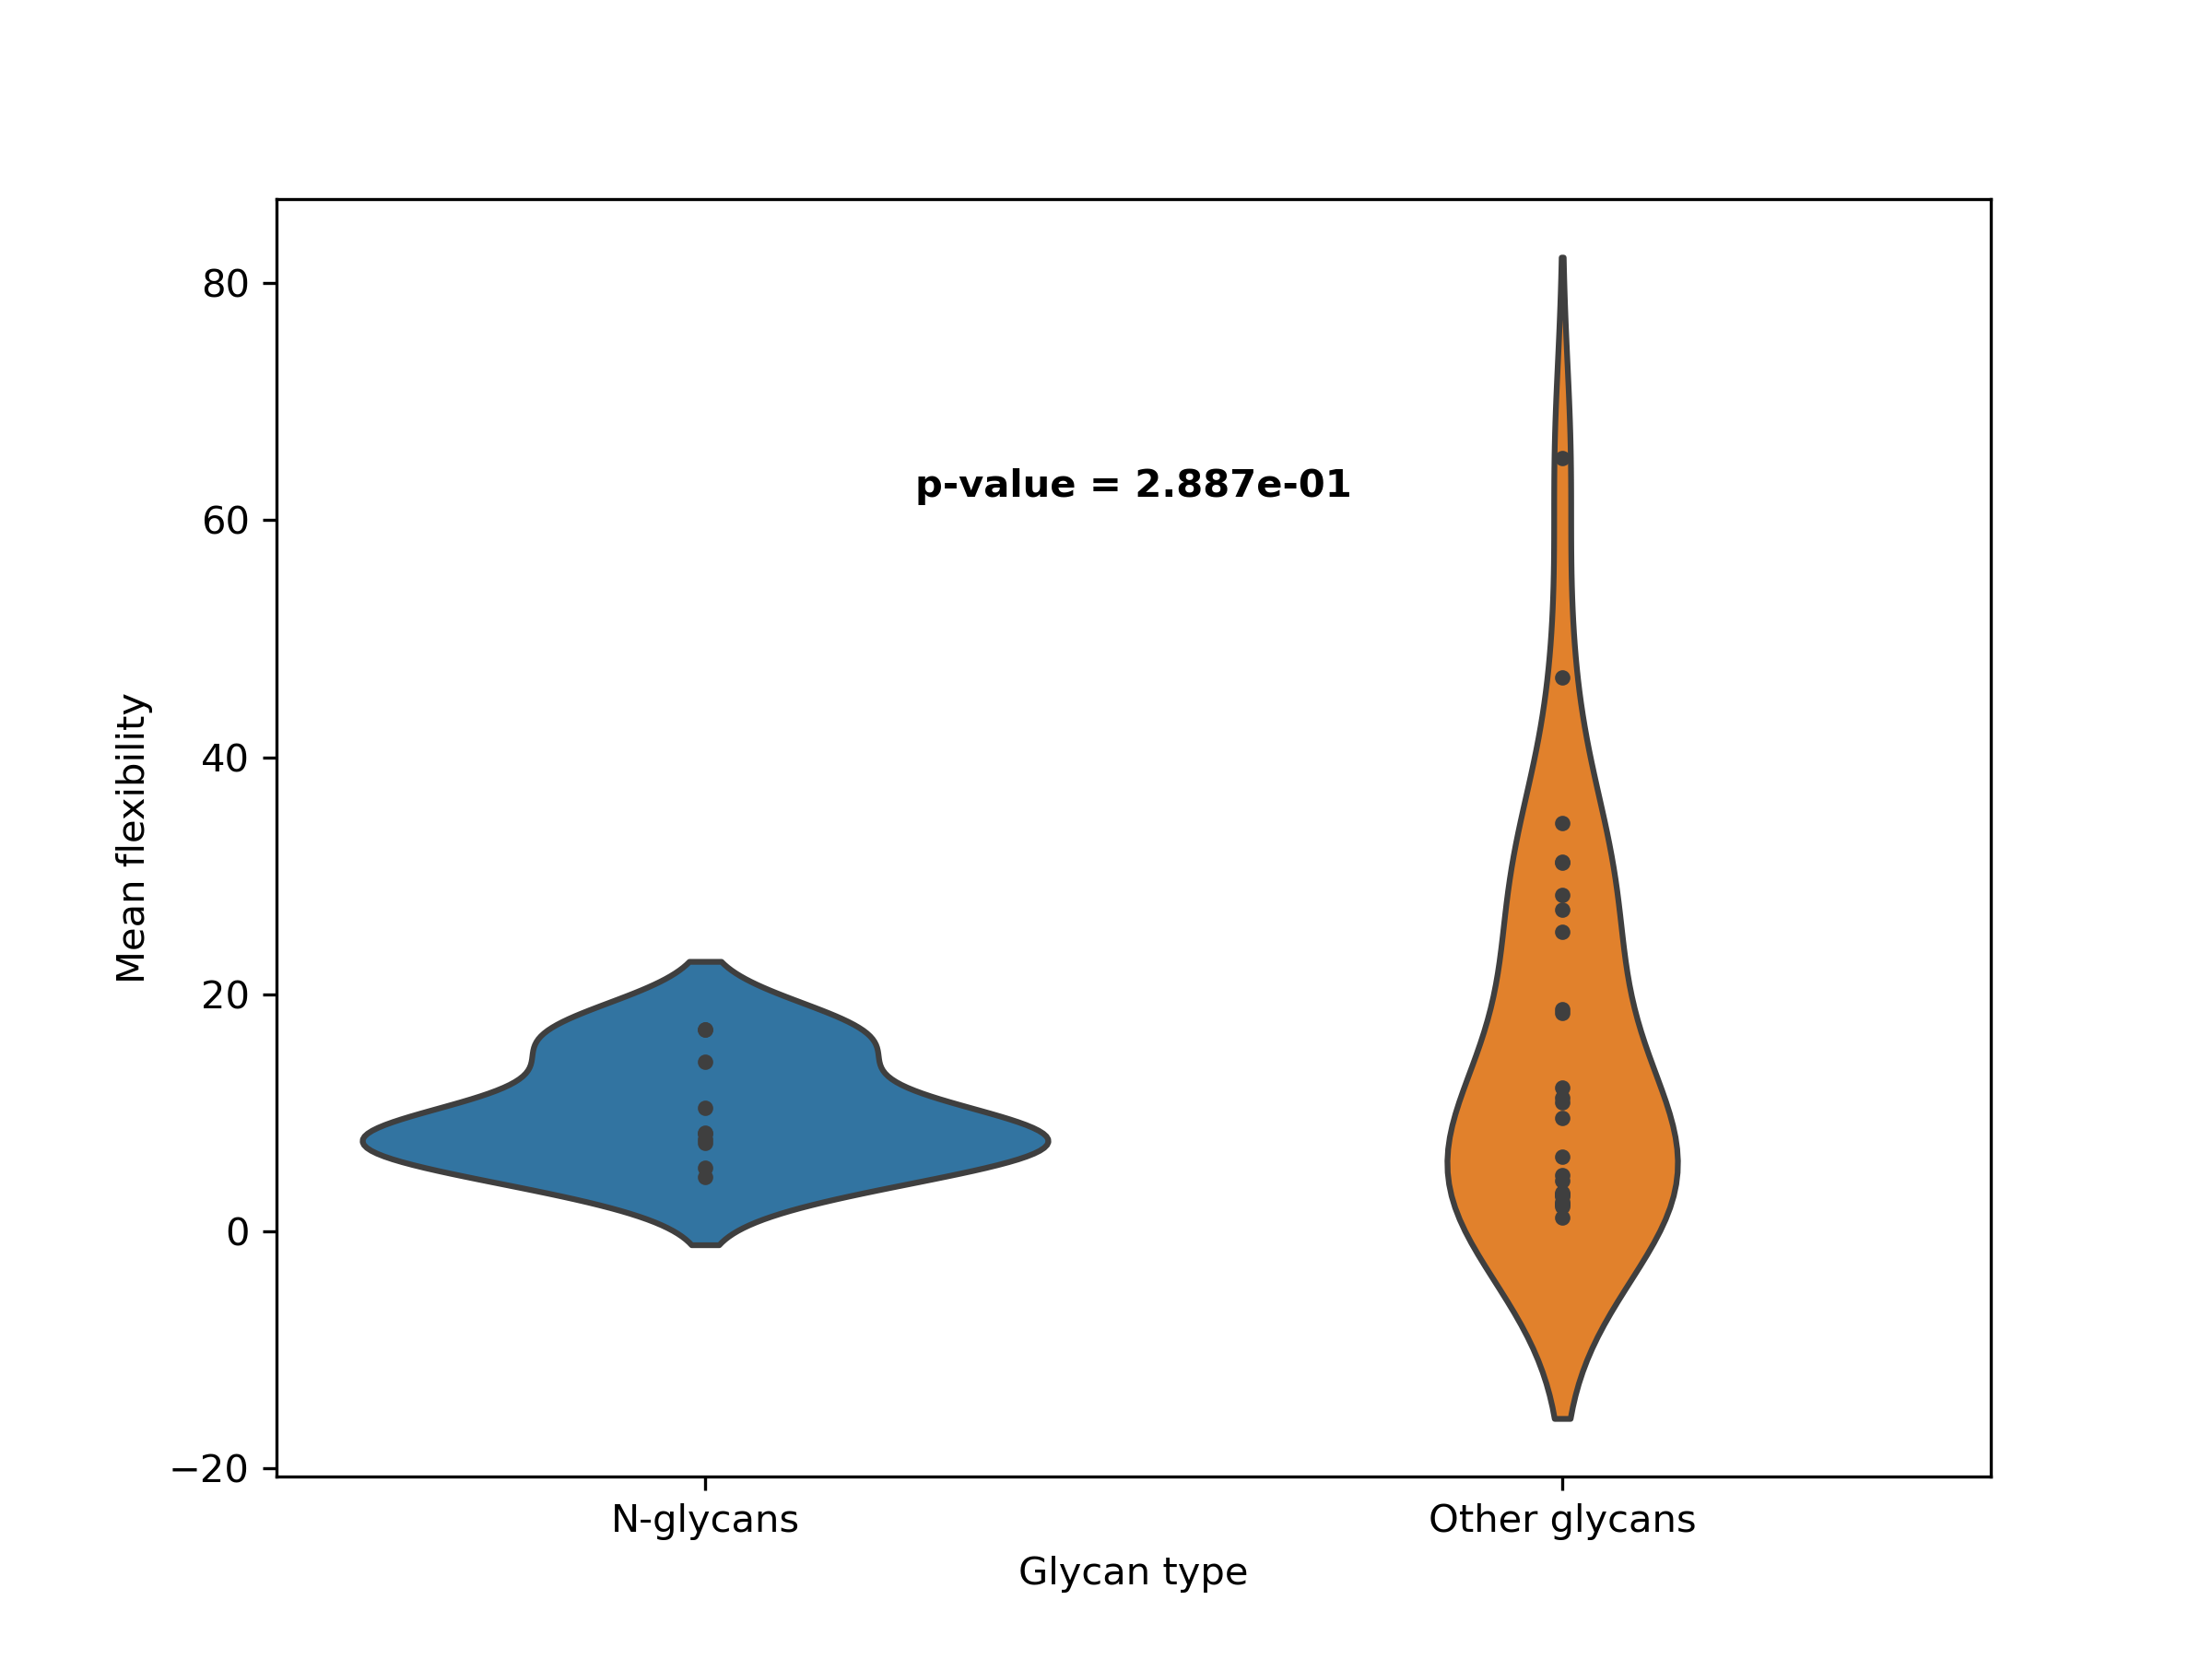 80
60
40
20
0
−20
Mean flexibility
p-value = 2.887e-01
N-glycans
Other glycans
Glycan type